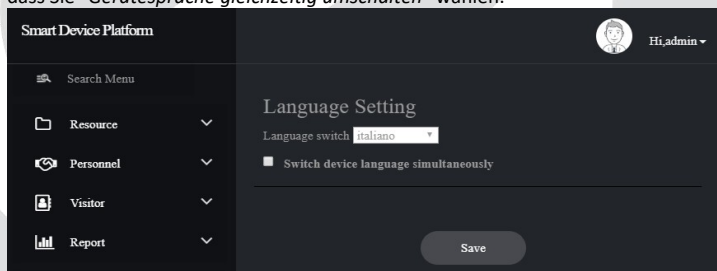 dass Sie "Gerätesprache gleichzeitig umschalten" wählen.
Smart Device Platform
Hi,admin
Search Menu
Language Setting
Language switch italiano
Resource
Switch device language simultaneously
Personnel
Visitor
Report
Save